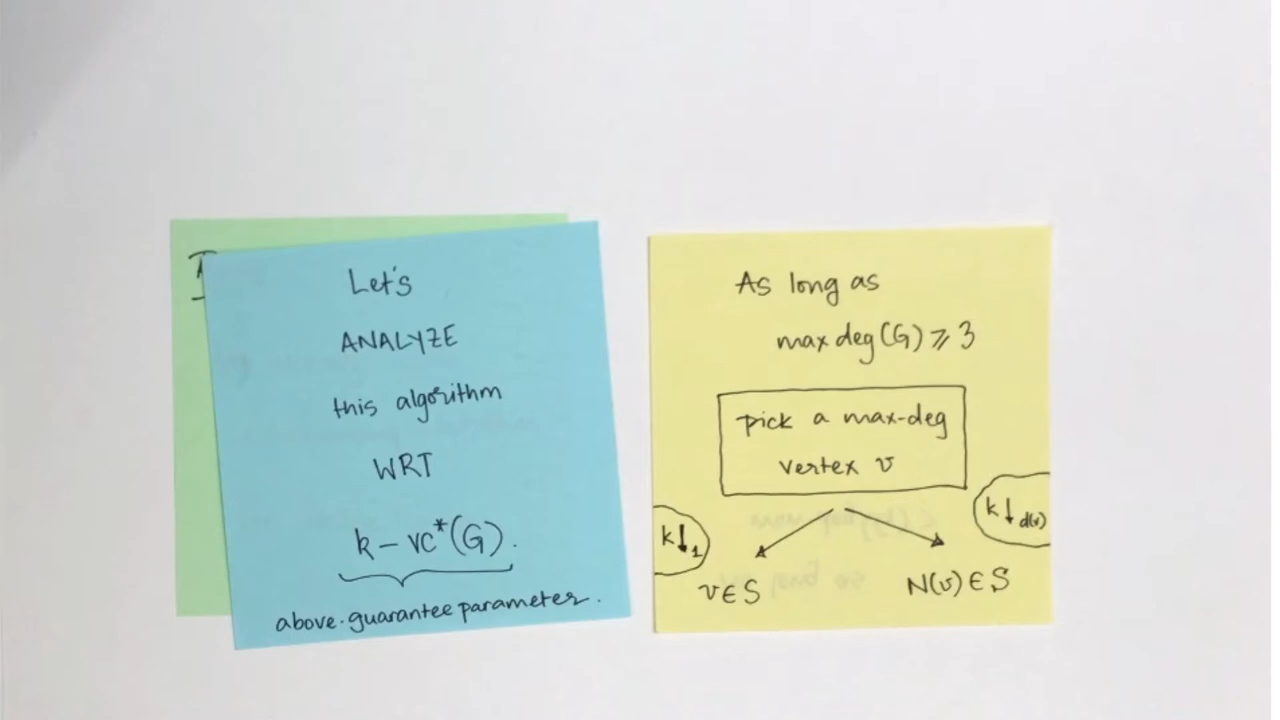 Let's
ANALYZE
this algorithm
WRT
k - vc*(G).
above-guarantee parameter.
As long as
max deg(G) ⩾ 3
pick a max-deg
vertex v
k↓1
k↓d(v)
v∈S
N(v)∈S